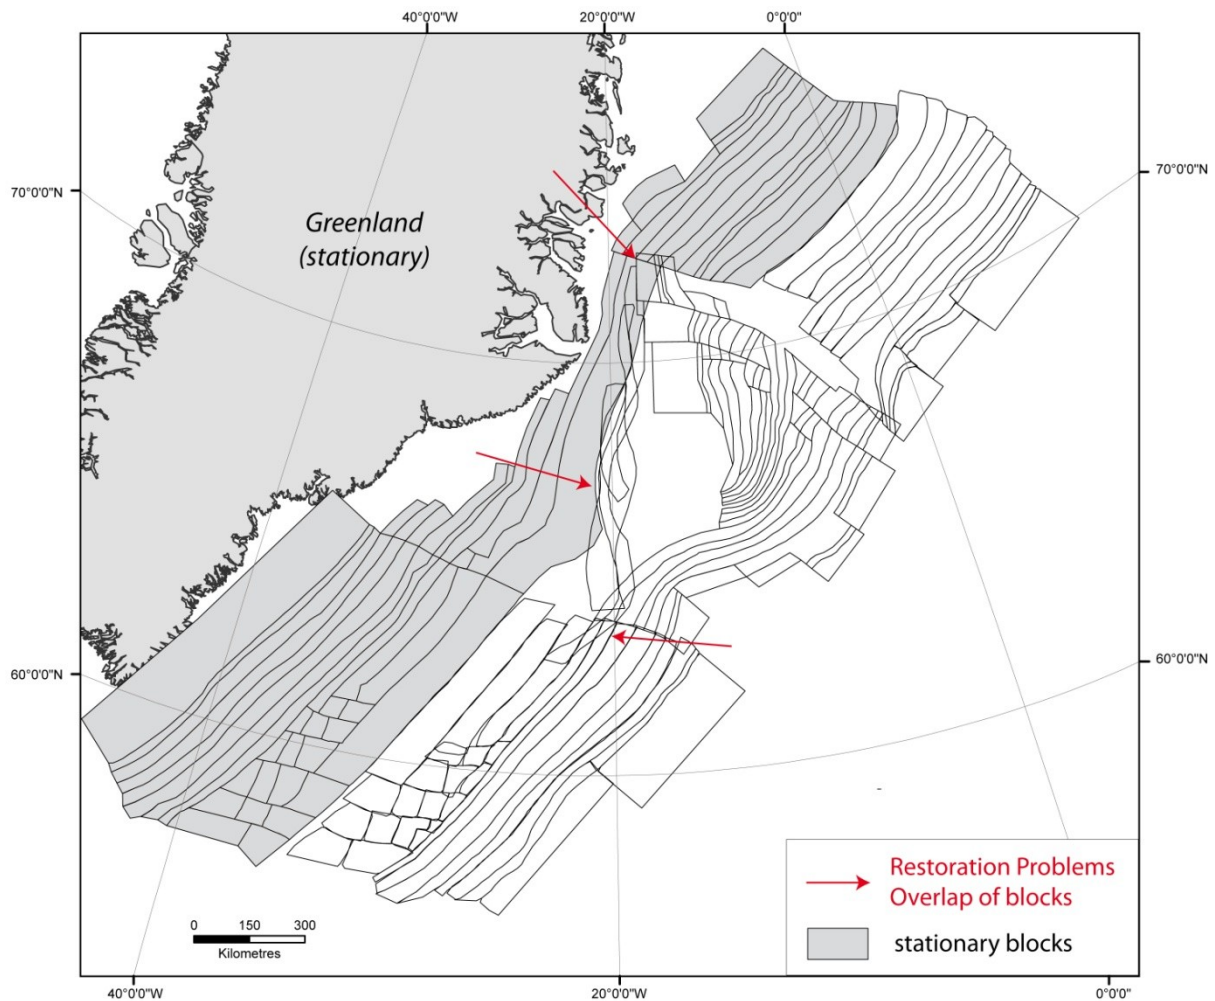 40°0'0"W 20°0'0"W 0°0'0"
70°0'0"N
70°0'0"N
Greenland
(stationary)
60°0'0"N
60°0'0"N
Restoration Problems
Overlap of blocks
stationary blocks
0 150 300
Kilometres
40°0'0"W 20°0'0"W 0°0'0"